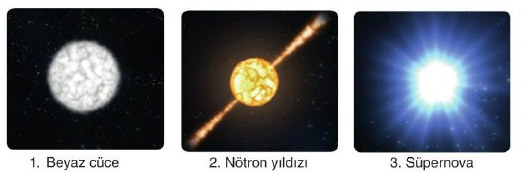 1. Beyaz cüce
2. Nötron yıldızı
3. Süpernova